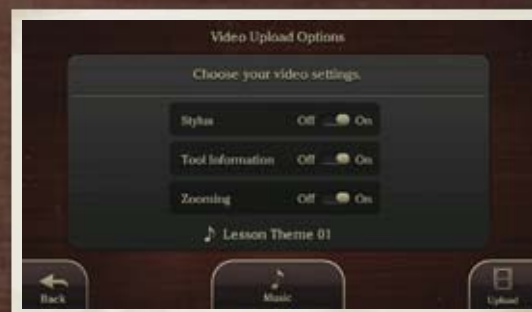 Video Upload Options
Choose your video settings.
Stylus Off On
Tool Information Off On
Zooming Off On
Lesson Theme 01
Back Music Upload